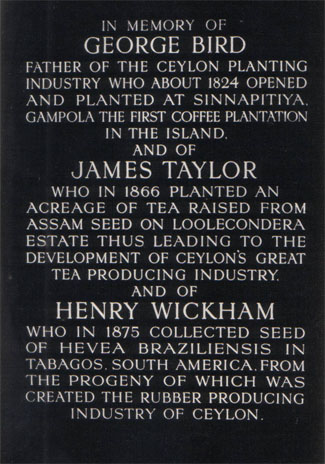 IN MEMORY OF
GEORGE BIRD
FATHER OF THE CEYLON PLANTING
INDUSTRY WHO ABOUT 1824 OPENED
AND PLANTED AT SINNAPITIYA.
GAMPOLA THE FIRST COFFEE PLANTATION
IN THE ISLAND.
AND OF
JAMES TAYLOR
WHO IN 1866 PLANTED AN
ACREAGE OF TEA RAISED FROM
ASSAM SEED ON LOOLECONDERA
ESTATE THUS LEADING TO THE
DEVELOPMENT OF CEYLON'S GREAT
TEA PRODUCING INDUSTRY.
AND OF
HENRY WICKHAM
WHO IN 1875 COLLECTED SEED
OF HEVEA BRAZILIENSIS IN
TABAGOS. SOUTH AMERICA. FROM
THE PROGENY OF WHICH WAS
CREATED THE RUBBER PRODUCING
INDUSTRY OF CEYLON.